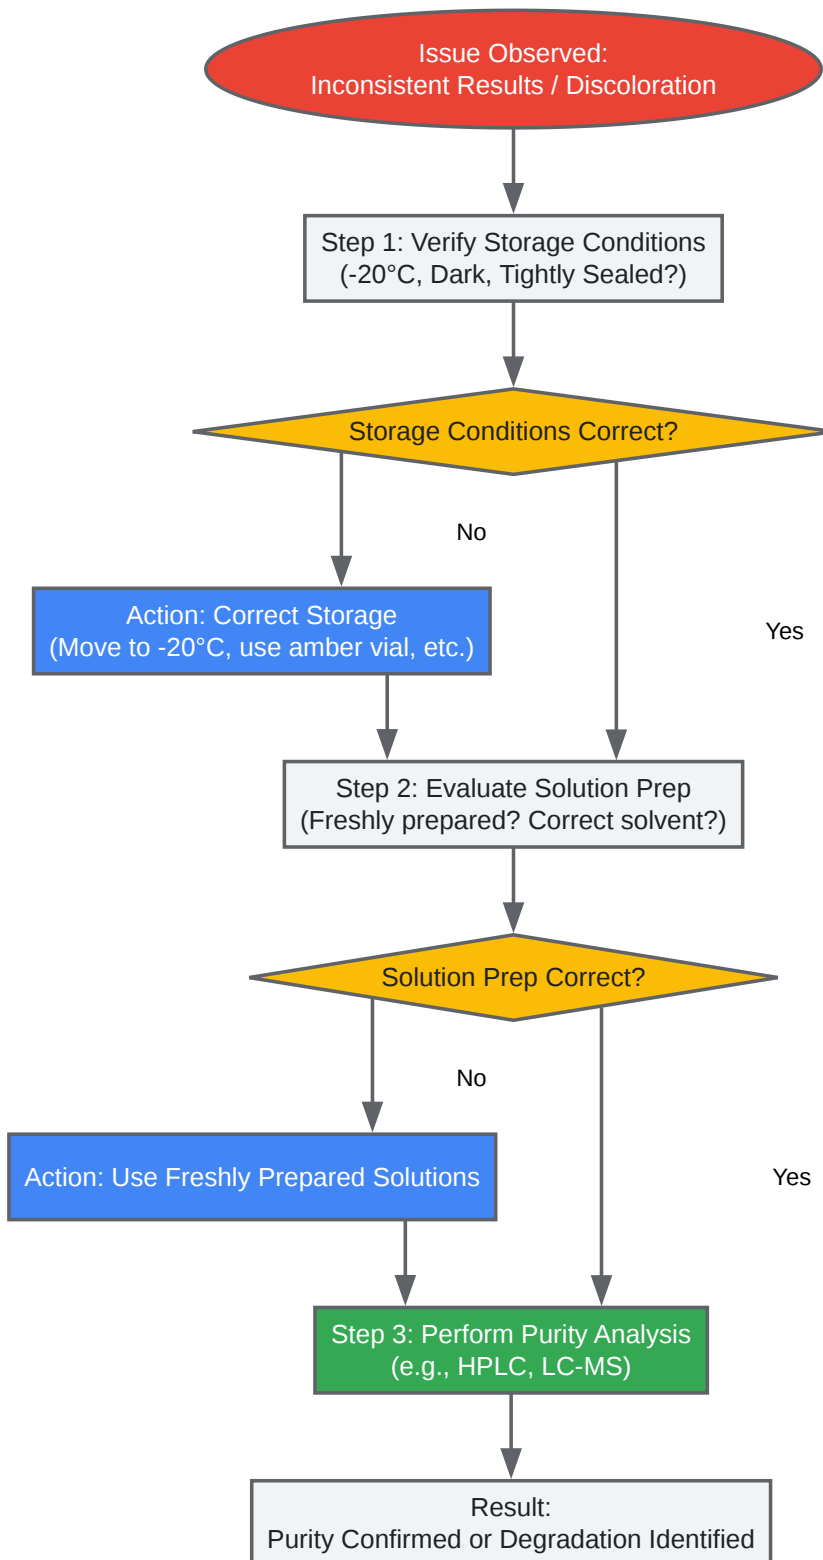 Issue Observed:
Inconsistent Results / Discoloration
Step 1: Verify Storage Conditions
(-20°C, Dark, Tightly Sealed?)
Storage Conditions Correct?
No
Action: Correct Storage
(Move to -20°C, use amber vial, etc.)
Yes
Step 2: Evaluate Solution Prep
(Freshly prepared? Correct solvent?)
Solution Prep Correct?
No
Action: Use Freshly Prepared Solutions
Yes
Step 3: Perform Purity Analysis
(e.g., HPLC, LC-MS)
Result:
Purity Confirmed or Degradation Identified